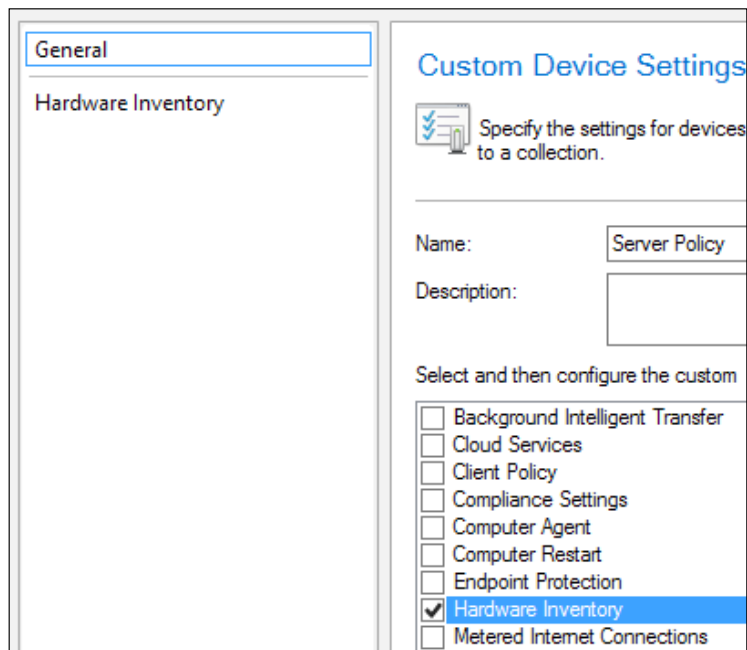 General
Hardware Inventory
Custom Device Settings
Specify the settings for devices
to a collection.
Name:
Server Policy
Description:
Select and then configure the custom
Background Intelligent Transfer
Cloud Services
Client Policy
Compliance Settings
Computer Agent
Computer Restart
Endpoint Protection
Hardware Inventory
Metered Internet Connections